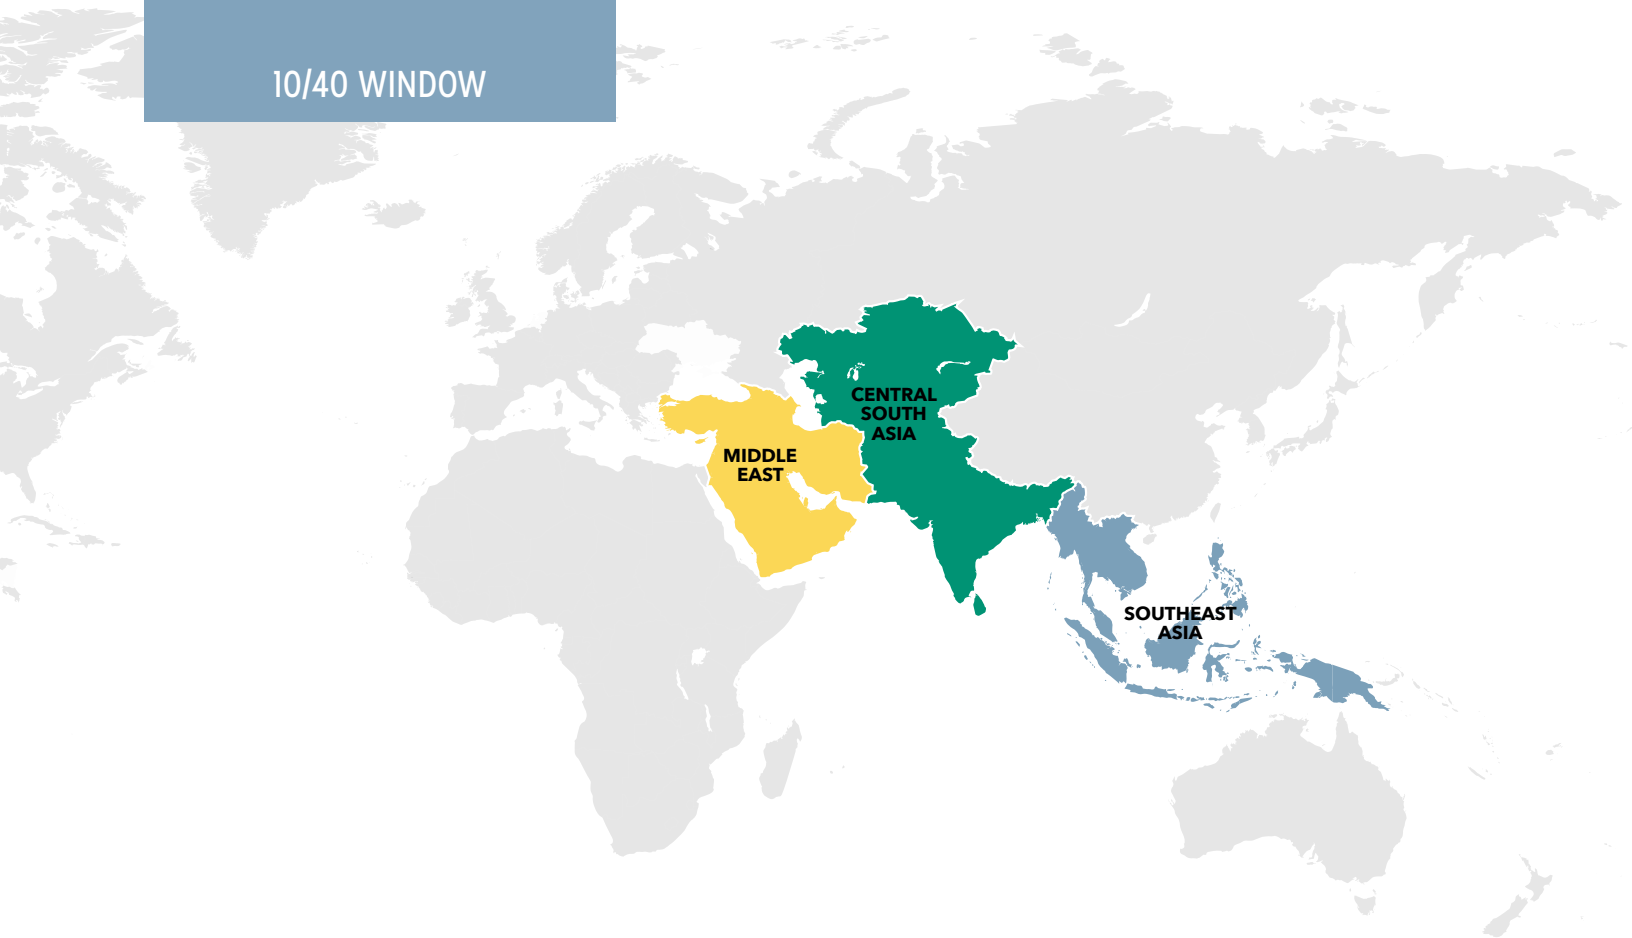 10/40 WINDOW
CENTRAL
SOUTH
ASIA
MIDDLE
EAST
SOUTHEAST
ASIA